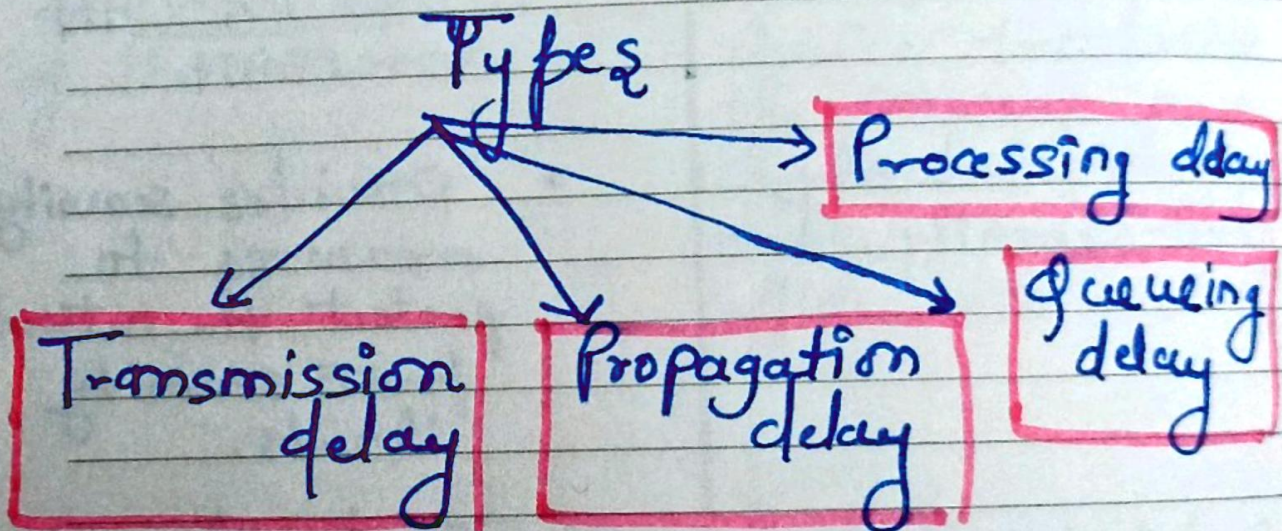 Types
Processing delay
Queueing
delay
Transmission
delay
Propagation
delay